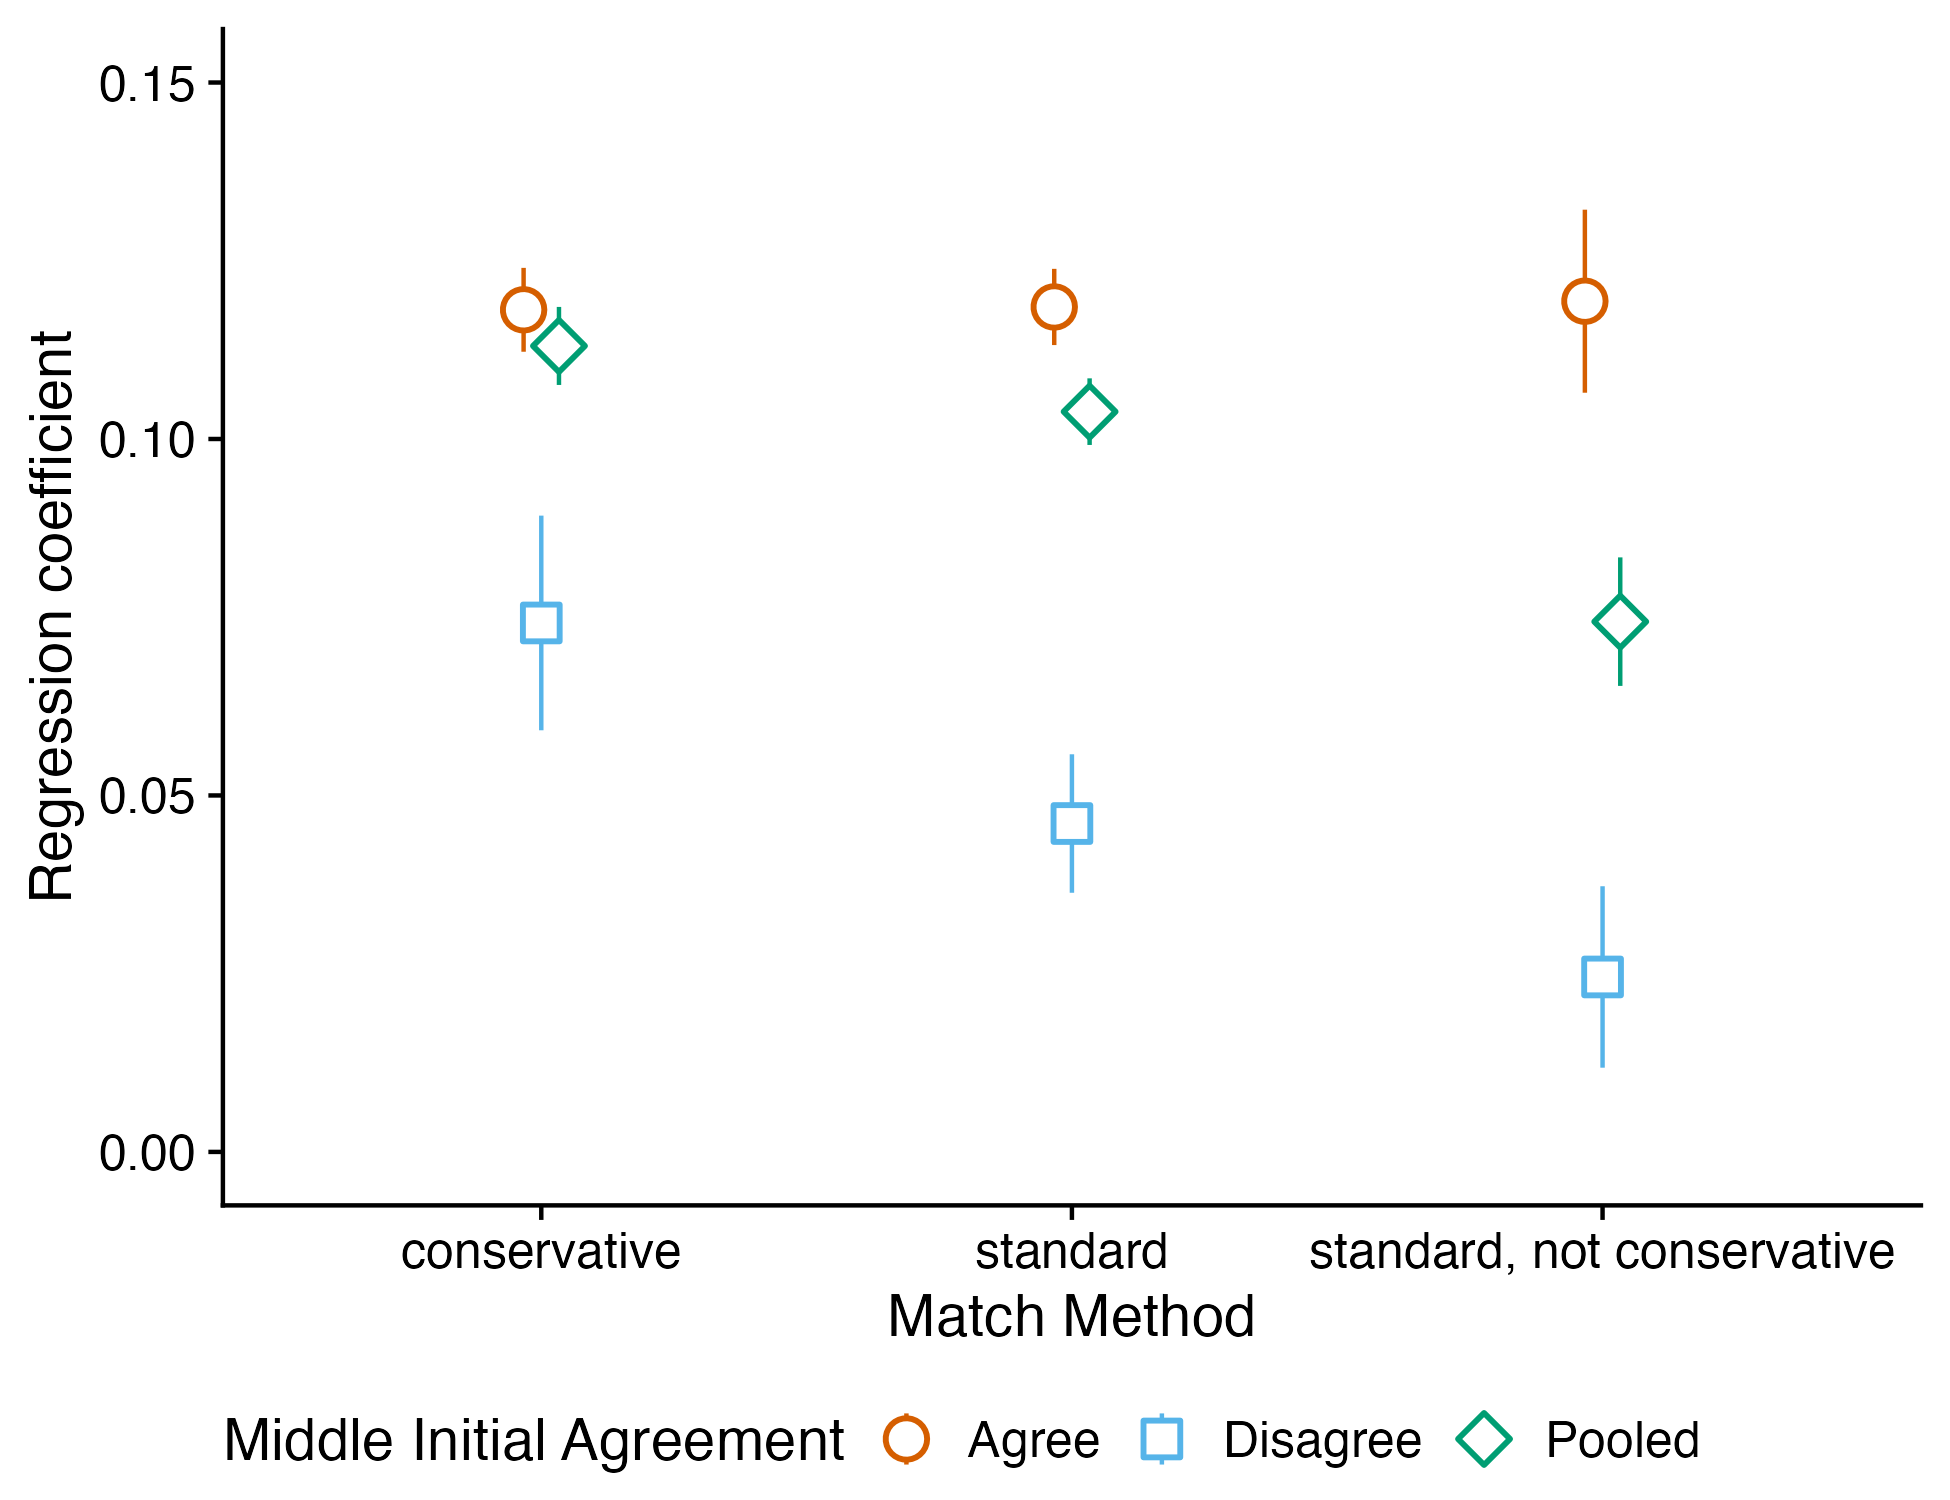 Regression coefficient
0.15
0.10
0.05
0.00
conservative
standard
standard, not conservative
Match Method
Middle Initial Agreement Agree Disagree Pooled